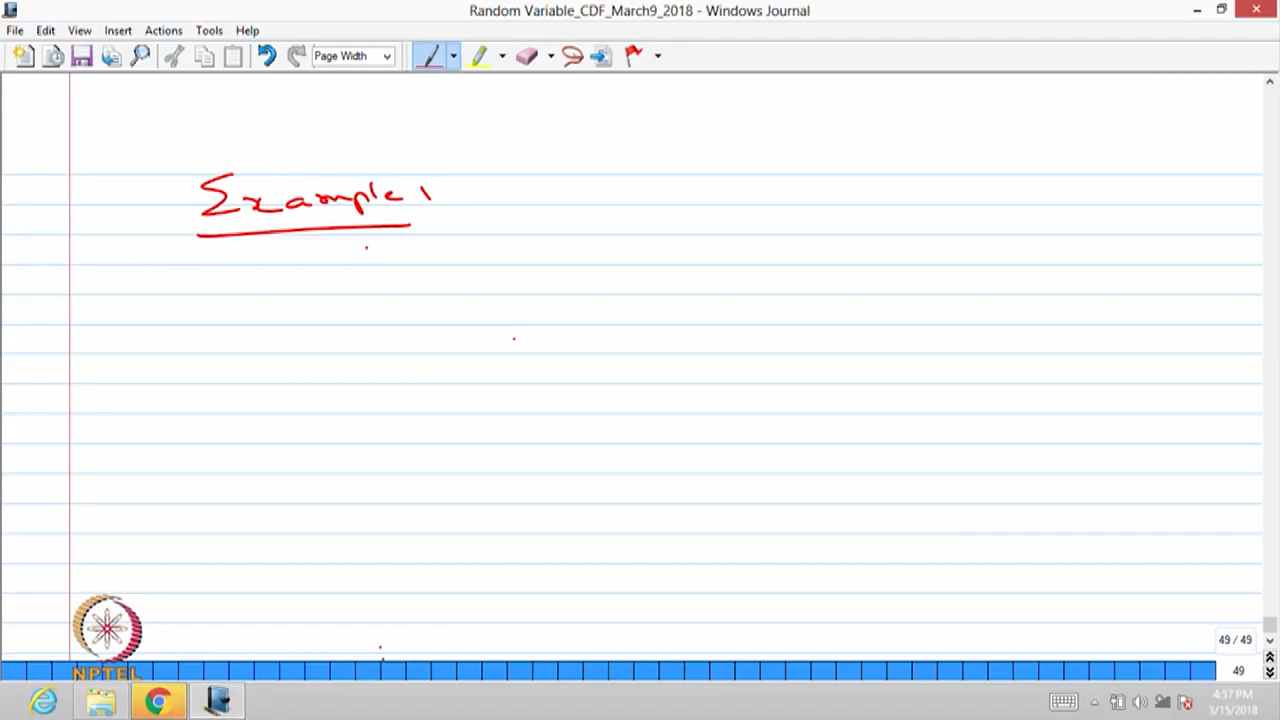 Random Variable_CDF_March9_2018 - Windows Journal
File Edit View Insert Actions Tools Help
Page Width
Example 1
49 / 49
49
NPTEL
4:57 PM
3/15/2018